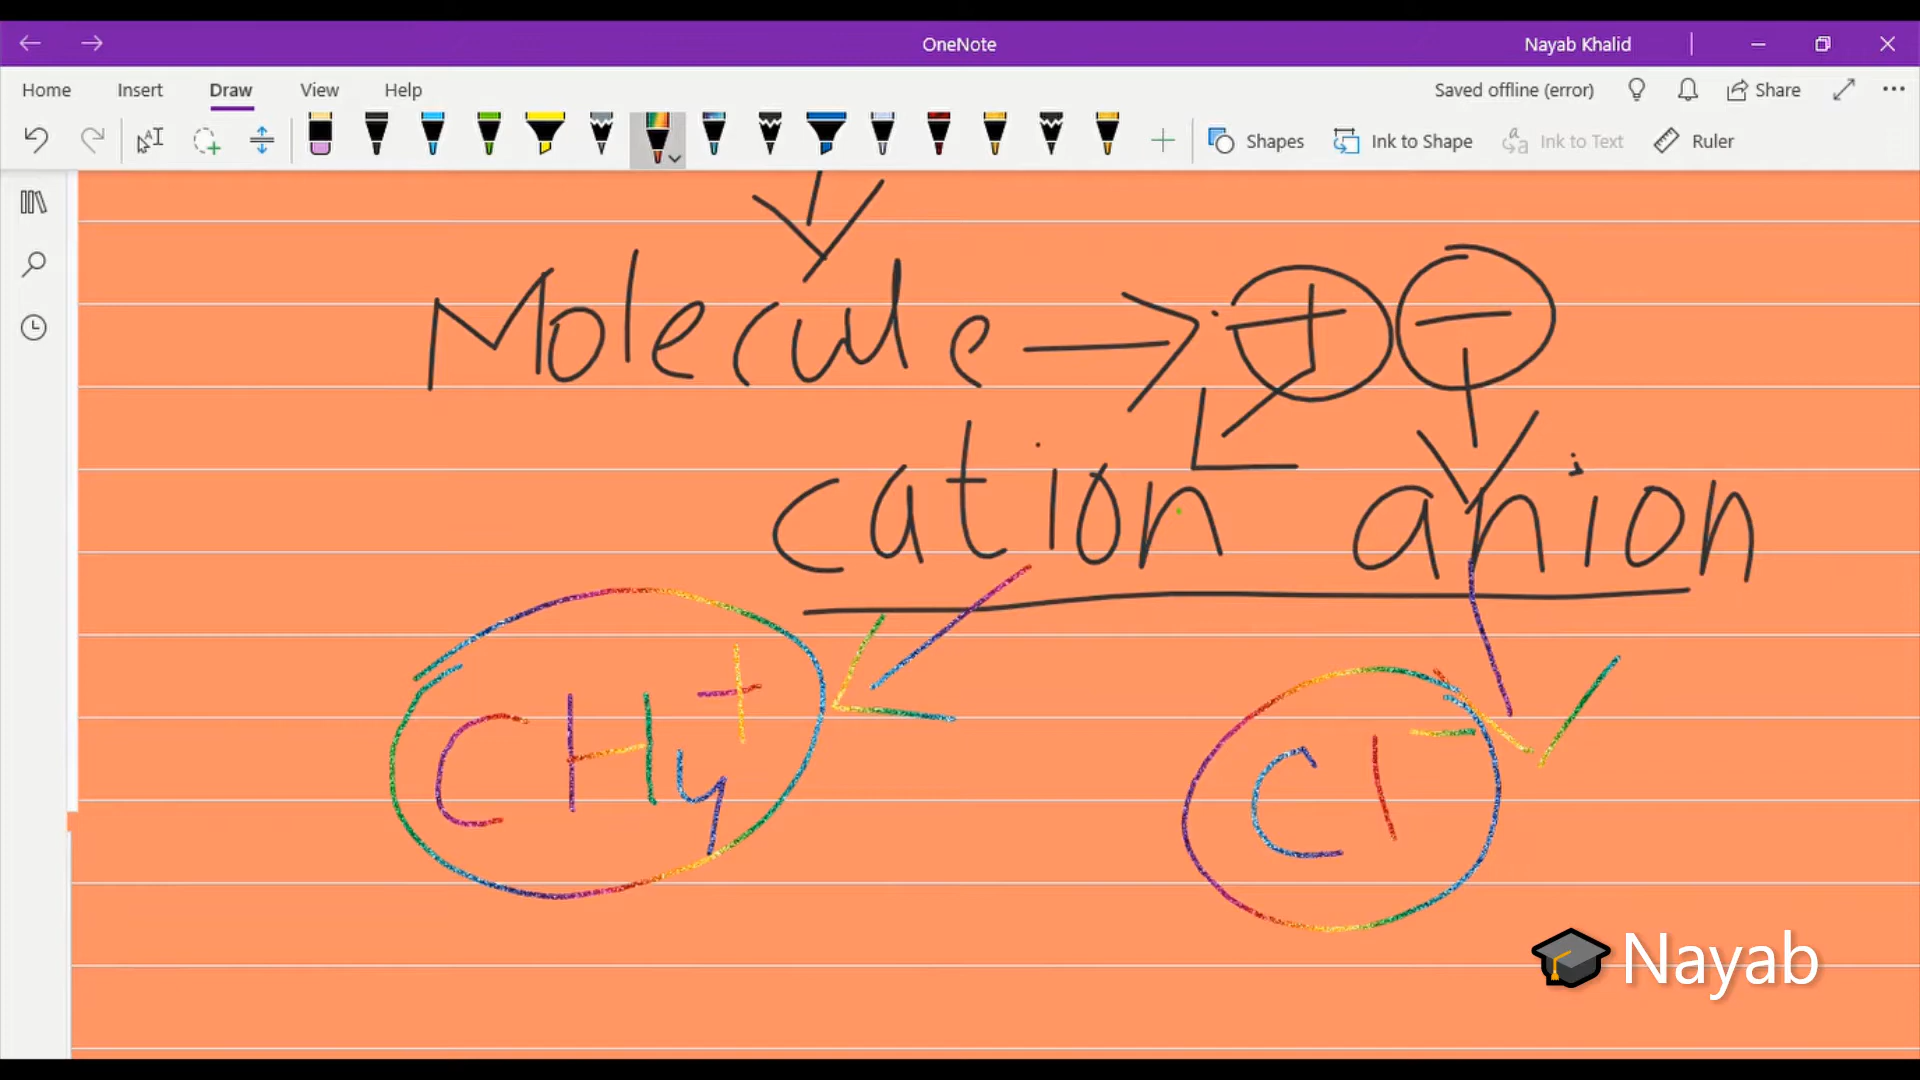 OneNote
Nayab Khalid
Home Insert Draw View Help
Saved offline (error) Share
Shapes Ink to Shape Ink to Text Ruler
Molecule → + −
cation anion
CH4+ Cl−
Nayab